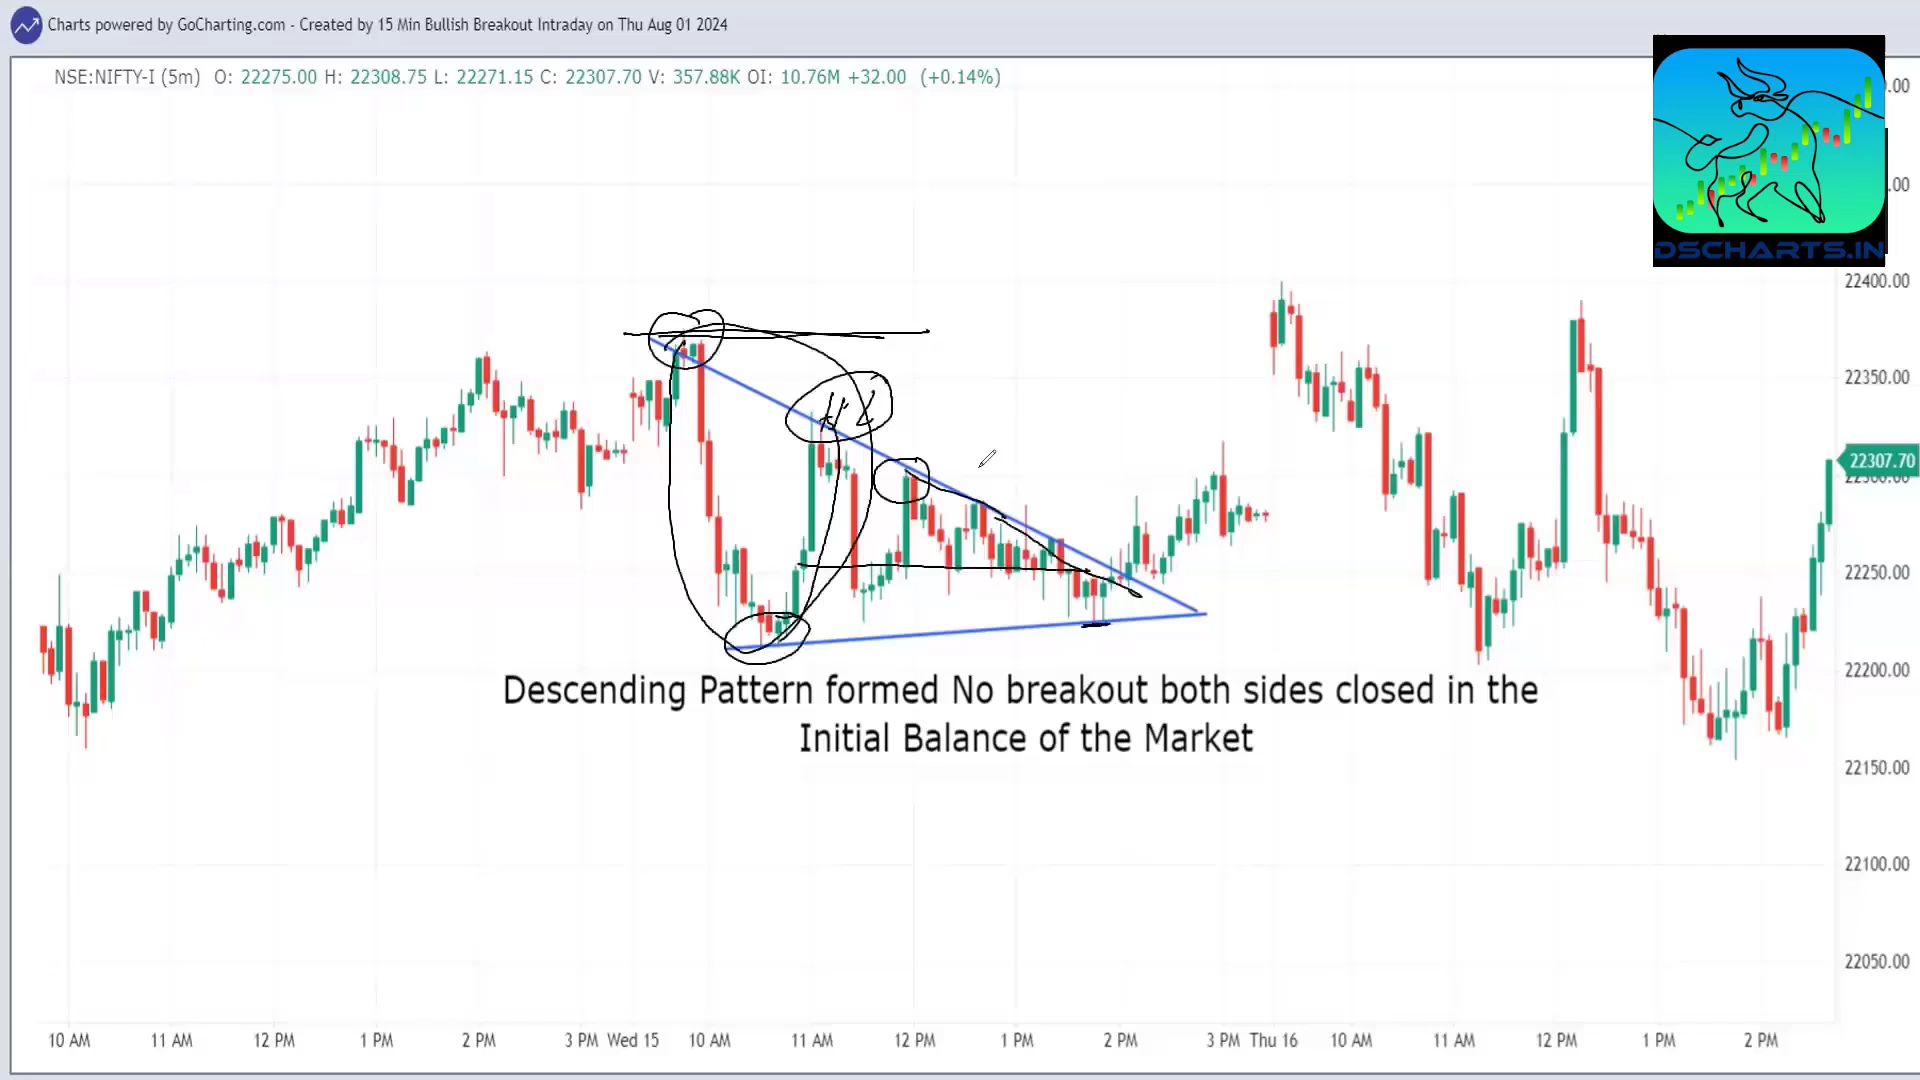 Charts powered by GoCharting.com - Created by 15 Min Bullish Breakout Intraday on Thu Aug 01 2024
NSE:NIFTY-I (5m) O: 22275.00 H: 22308.75 L: 22271.15 C: 22307.70 V: 357.88K OI: 10.76M +32.00 (+0.14%)
DSCHARTS.IN
22400.00
22350.00
22307.70
22300.00
22250.00
22200.00
22150.00
22100.00
22050.00
Descending Pattern formed No breakout both sides closed in the
Initial Balance of the Market
10 AM 11 AM 12 PM 1 PM 2 PM 3 PM Wed 15 10 AM 11 AM 12 PM 1 PM 2 PM 3 PM Thu 16 10 AM 11 AM 12 PM 1 PM 2 PM